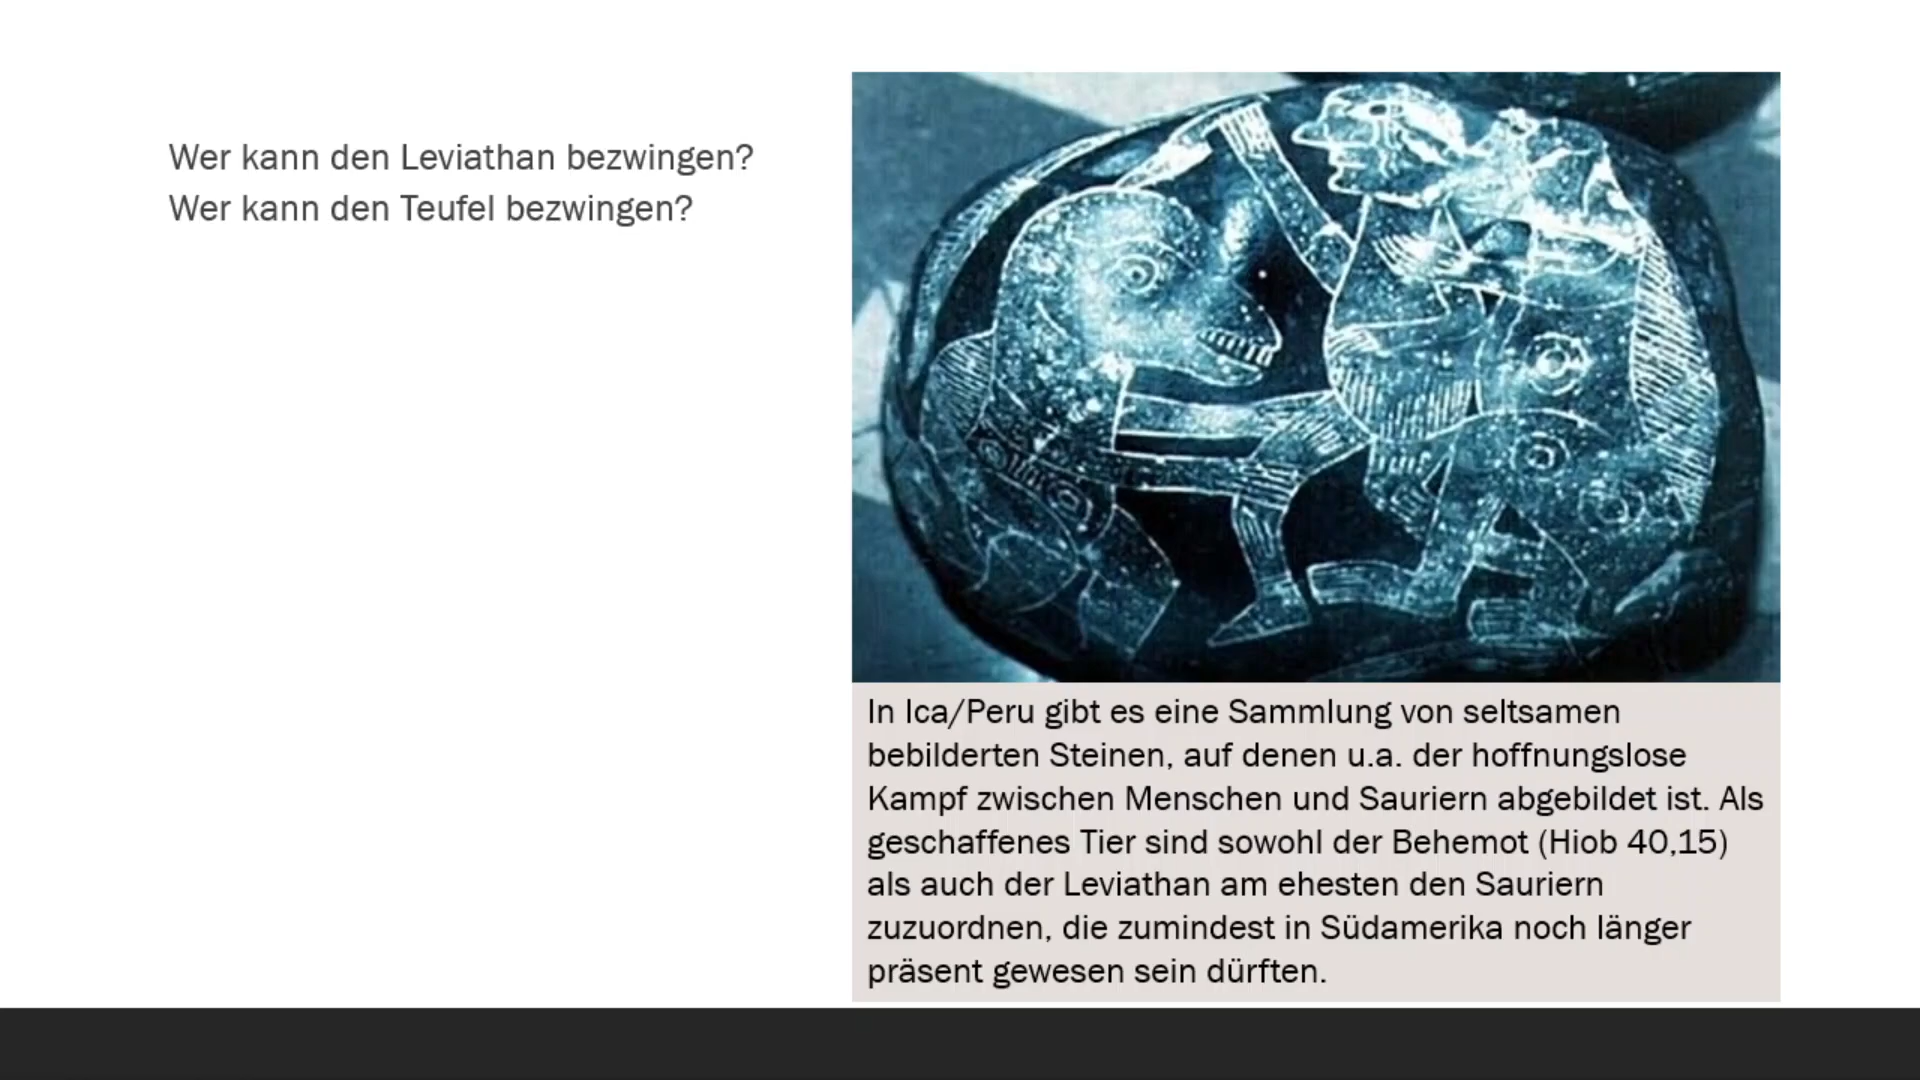 Wer kann den Leviathan bezwingen?
Wer kann den Teufel bezwingen?
In Ica/Peru gibt es eine Sammlung von seltsamen
bebilderten Steinen, auf denen u.a. der hoffnungslose
Kampf zwischen Menschen und Sauriern abgebildet ist. Als
geschaffenes Tier sind sowohl der Behemot (Hiob 40,15)
als auch der Leviathan am ehesten den Sauriern
zuzuordnen, die zumindest in Südamerika noch länger
präsent gewesen sein dürften.